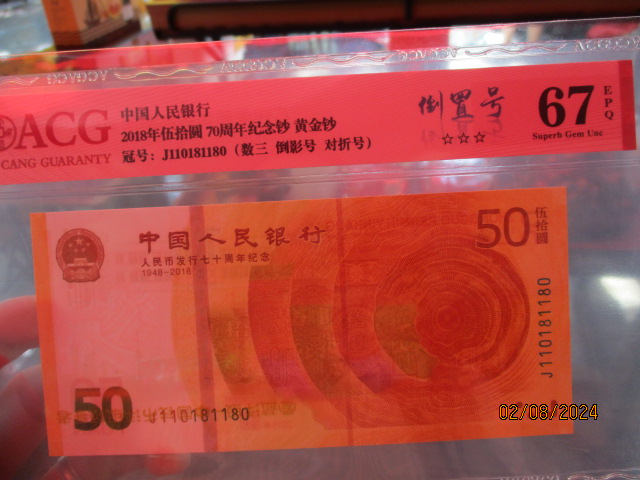 ACGACG
ACG
CANG GUARANTY
中国人民银行
2018年伍拾圆 70周年纪念钞 黄金钞
冠号：J110181180（数三 倒影号 对折号）
倒置号
☆☆☆
67
EPQ
Superb Gem Unc
中国人民银行
人民币发行七十周年纪念
1948-2018
50
伍拾圆
J110181180
50
J110181180
02/08/2024